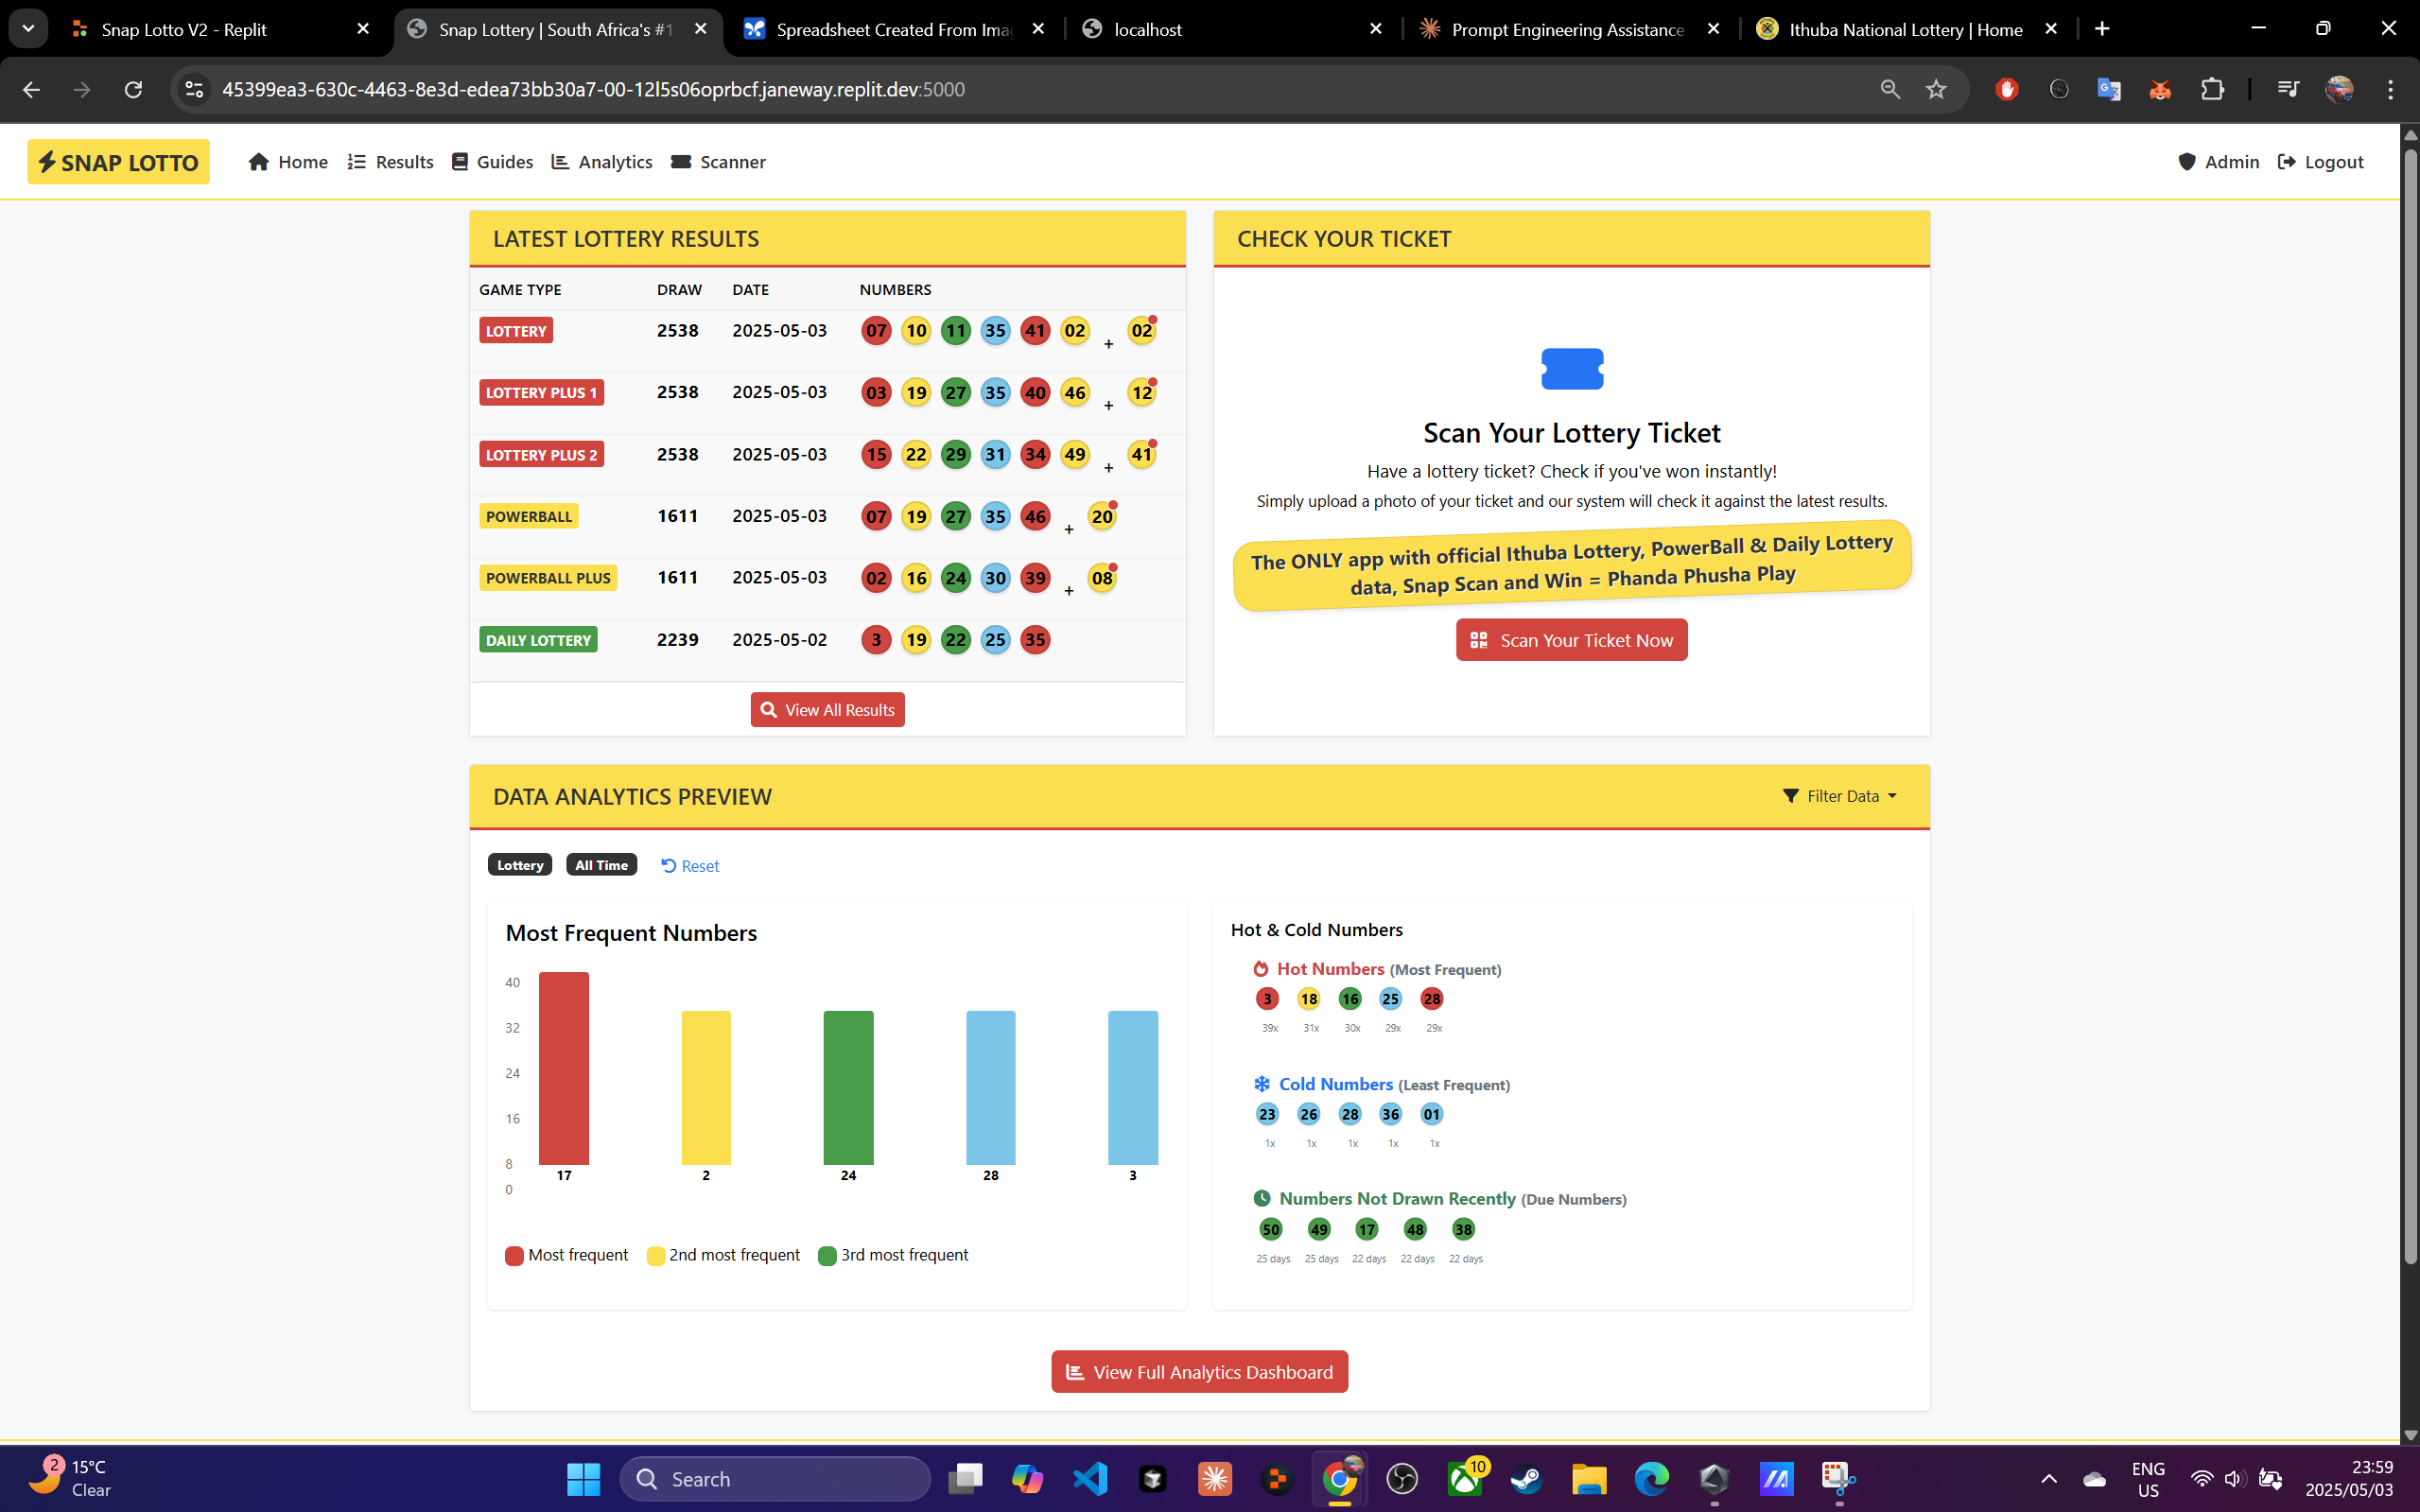 Snap Lotto V2 - Replit
Snap Lottery | South Africa's #1
Spreadsheet Created From Imag
localhost
Prompt Engineering Assistance
Ithuba National Lottery | Home
45399ea3-630c-4463-8e3d-edea73bb30a7-00-12l5s06oprbcf.janeway.replit.dev:5000
SNAP LOTTO
Home
Results
Guides
Analytics
Scanner
Admin
Logout
LATEST LOTTERY RESULTS
GAME TYPE DRAW DATE NUMBERS
LOTTERY 2538 2025-05-03 07 10 11 35 41 02 + 02
LOTTERY PLUS 1 2538 2025-05-03 03 19 27 35 40 46 + 12
LOTTERY PLUS 2 2538 2025-05-03 15 22 29 31 34 49 + 41
POWERBALL 1611 2025-05-03 07 19 27 35 46 + 20
POWERBALL PLUS 1611 2025-05-03 02 16 24 30 39 + 08
DAILY LOTTERY 2239 2025-05-02 3 19 22 25 35
View All Results
CHECK YOUR TICKET
Scan Your Lottery Ticket
Have a lottery ticket? Check if you've won instantly!
Simply upload a photo of your ticket and our system will check it against the latest results.
The ONLY app with official Ithuba Lottery, PowerBall & Daily Lottery
data, Snap Scan and Win = Phanda Phusha Play
Scan Your Ticket Now
DATA ANALYTICS PREVIEW
Filter Data
Lottery All Time Reset
Most Frequent Numbers
40
32
24
16
8
0
17 2 24 28 3
Most frequent 2nd most frequent 3rd most frequent
Hot & Cold Numbers
Hot Numbers (Most Frequent)
3 18 16 25 28
39x 31x 30x 29x 29x
Cold Numbers (Least Frequent)
23 26 28 36 01
1x 1x 1x 1x 1x
Numbers Not Drawn Recently (Due Numbers)
50 49 17 48 38
25 days 25 days 22 days 22 days 22 days
View Full Analytics Dashboard
2
15°C
Clear
Search
10
ENG
US
23:59
2025/05/03